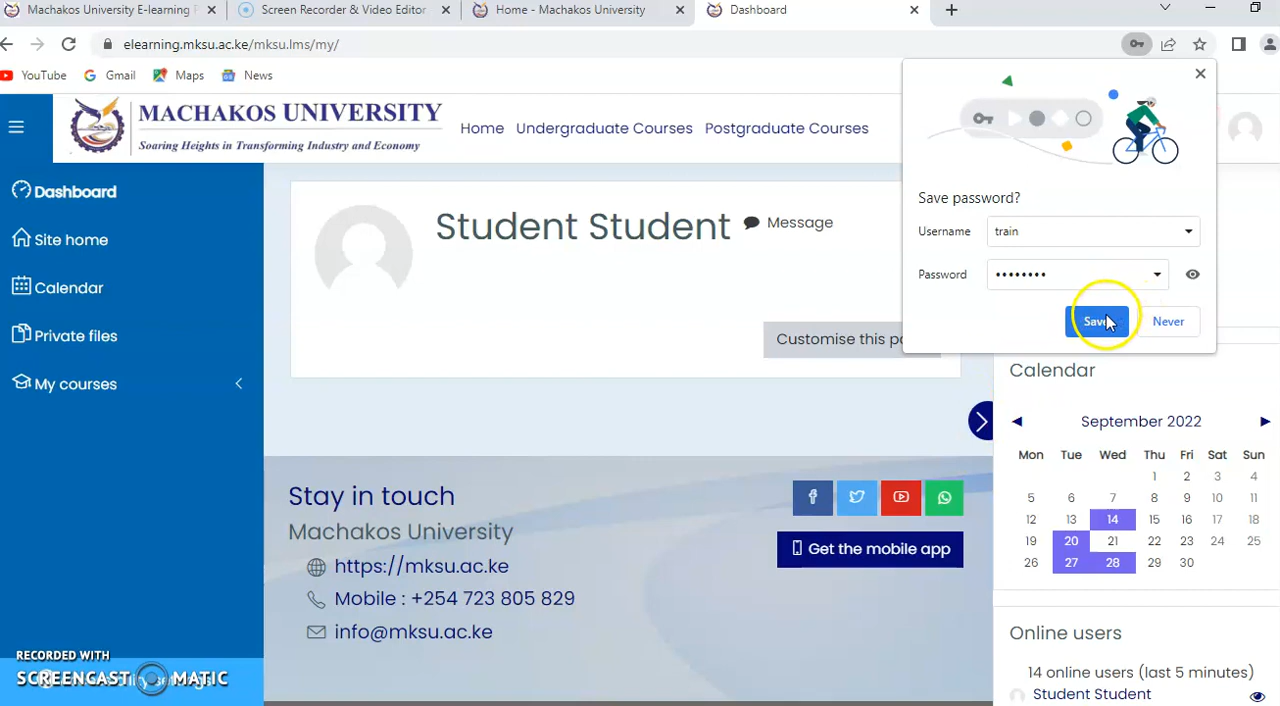 Machakos University E-learning
Screen Recorder & Video Editor
Home - Machakos University
Dashboard
elearning.mksu.ac.ke/mksu.lms/my/
YouTube
Gmail
Maps
News
MACHAKOS UNIVERSITY
Soaring Heights in Transforming Industry and Economy
Home
Undergraduate Courses
Postgraduate Courses
Save password?
Username
train
Password
Save
Never
Dashboard
Site home
Calendar
Private files
My courses
Student Student
Message
Customise this pa
Calendar
◄ September 2022 ►
Mon Tue Wed Thu Fri Sat Sun
1 2 3 4
5 6 7 8 9 10 11
12 13 14 15 16 17 18
19 20 21 22 23 24 25
26 27 28 29 30
Stay in touch
Machakos University
https://mksu.ac.ke
Mobile : +254 723 805 829
info@mksu.ac.ke
Get the mobile app
Online users
14 online users (last 5 minutes)
Student Student
RECORDED WITH
SCREENCAST MATIC